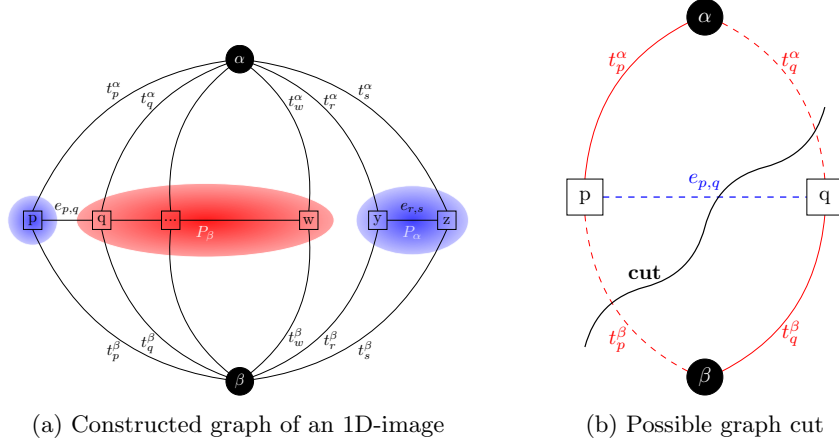 α
α
t_p^α
t_q^α
t_w^α
t_r^α
t_s^α
t_p^α
t_q^α
e_{p,q}
e_{r,s}
p
q
...
w
y
z
P_β
P_α
e_{p,q}
p
q
cut
t_p^β
t_q^β
t_w^β
t_r^β
t_s^β
t_p^β
t_q^β
β
β
(a) Constructed graph of an 1D-image
(b) Possible graph cut